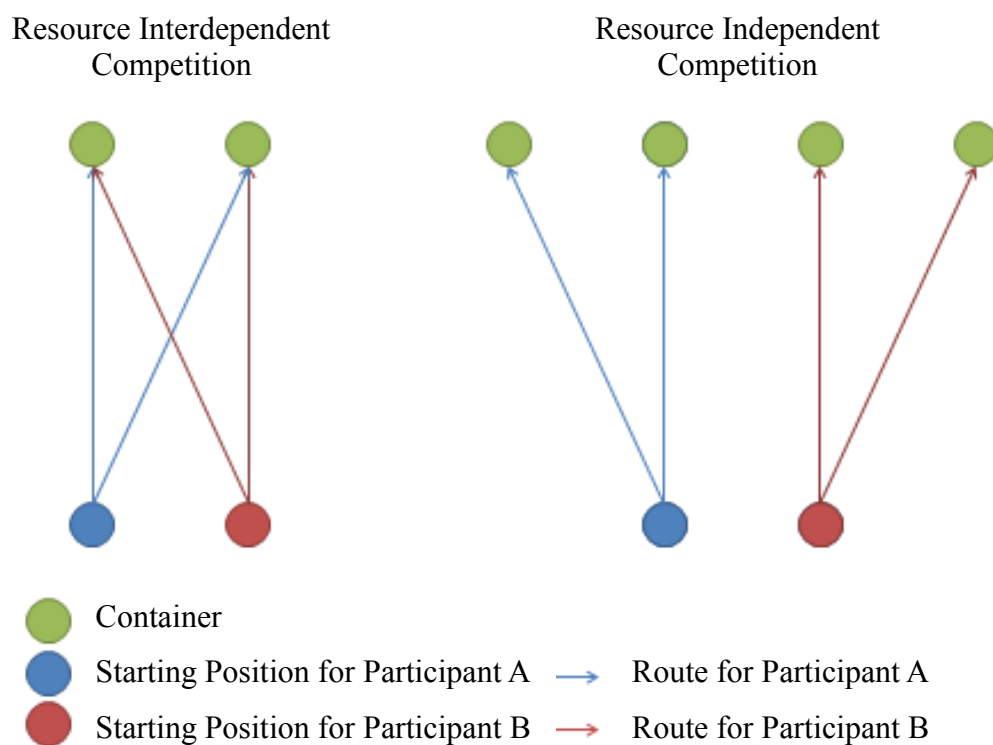 Resource Interdependent
Competition
Resource Independent
Competition
Container
Starting Position for Participant A
Route for Participant A
Starting Position for Participant B
Route for Participant B